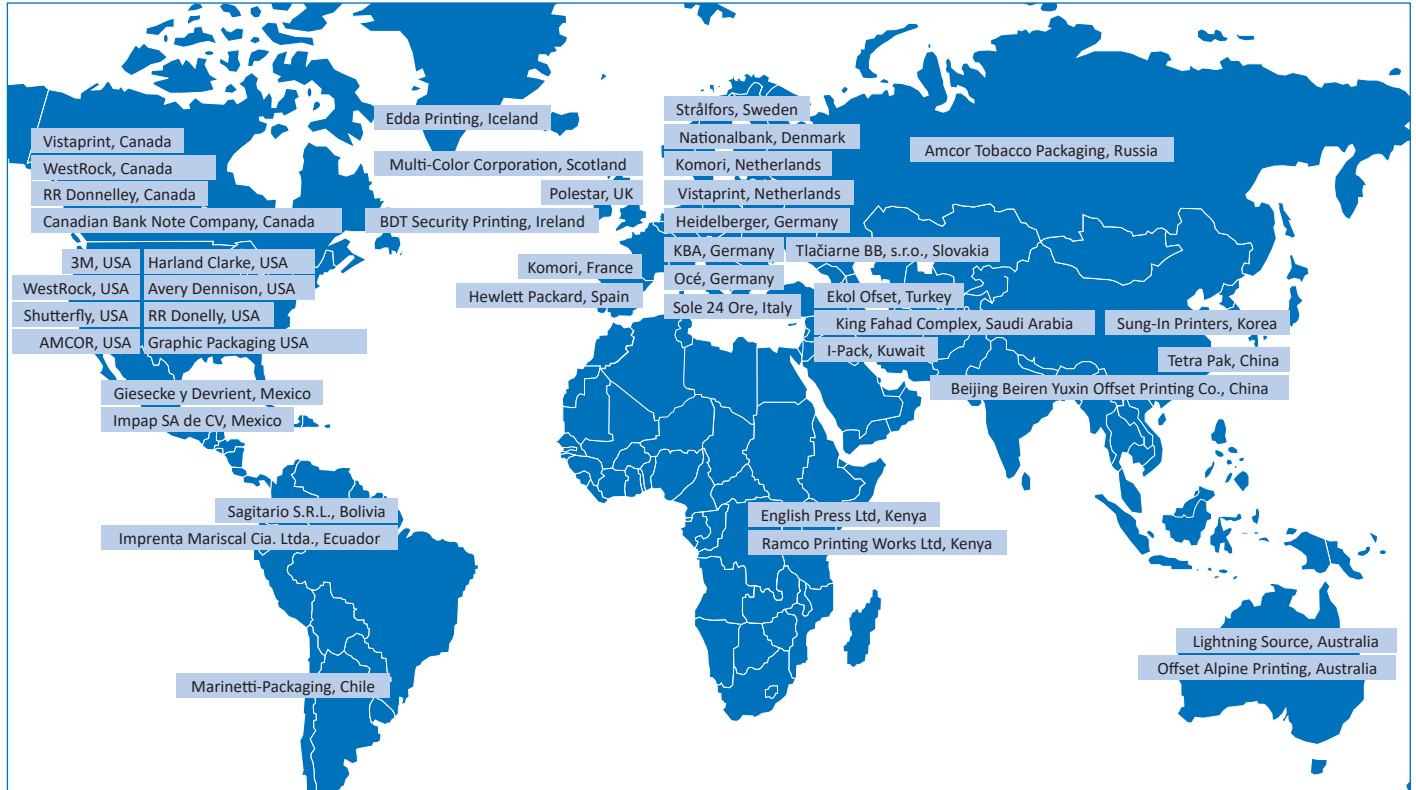 Edda Printing, Iceland
Strålfors, Sweden
Vistaprint, Canada
Nationalbank, Denmark
Amcor Tobacco Packaging, Russia
WestRock, Canada
Multi-Color Corporation, Scotland
Komori, Netherlands
RR Donnelley, Canada
Polestar, UK
Vistaprint, Netherlands
Canadian Bank Note Company, Canada
BDT Security Printing, Ireland
Heidelberger, Germany
KBA, Germany
Tlačiarne BB, s.r.o., Slovakia
3M, USA
Harland Clarke, USA
Komori, France
Océ, Germany
WestRock, USA
Avery Dennison, USA
Hewlett Packard, Spain
Ekol Ofset, Turkey
Sole 24 Ore, Italy
Shutterfly, USA
RR Donelly, USA
King Fahad Complex, Saudi Arabia
Sung-In Printers, Korea
AMCOR, USA
Graphic Packaging USA
I-Pack, Kuwait
Tetra Pak, China
Giesecke y Devrient, Mexico
Beijing Beiren Yuxin Offset Printing Co., China
Impap SA de CV, Mexico
Sagitario S.R.L., Bolivia
English Press Ltd, Kenya
Imprenta Mariscal Cia. Ltda., Ecuador
Ramco Printing Works Ltd, Kenya
Lightning Source, Australia
Offset Alpine Printing, Australia
Marinetti-Packaging, Chile